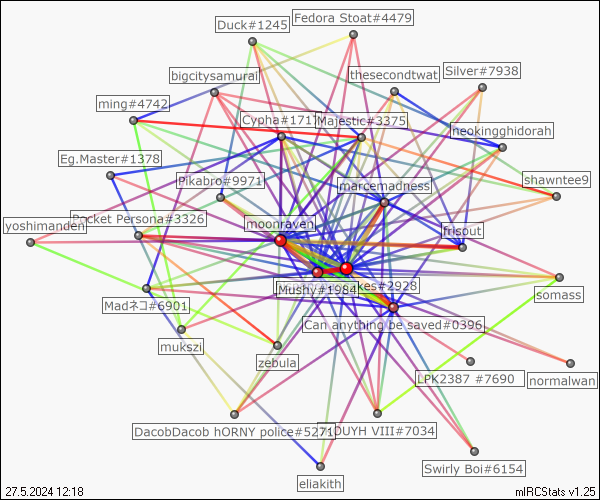 Fedora Stoat#4479
Duck#1245
bigcitysamurai
thesecondtwat
Silver#7938
ming#4742
Cypha#1717
Majestic#3375
neokingghidorah
Eg.Master#1378
Pikabro#9971
marcemadness
shawntee9
yoshimanden
Pocket Persona#3326
moonraven
frisout
Mushy#1984
kes#2928
somass
Madネコ#6901
Can anything be saved#0396
mukszi
zebula
LPK2387 #7690
normalwan
DacobDacob hORNY police#5271
DUYH VIII#7034
Swirly Boi#6154
eliakith
27.5.2024 12:18
mIRCStats v1.25